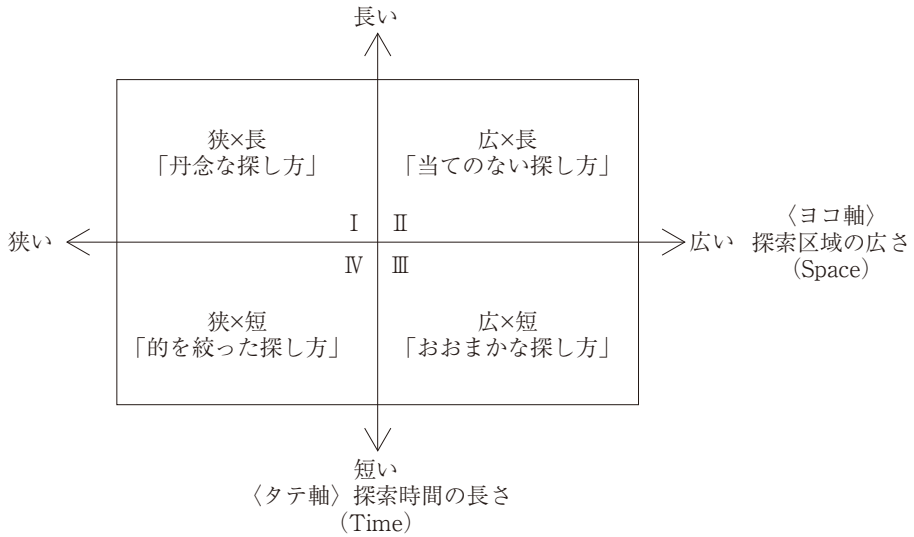 長い
狭×長
「丹念な探し方」
広×長
「当てのない探し方」
Ⅰ
Ⅱ
狭い
広い
〈ヨコ軸〉
探索区域の広さ
（Space）
Ⅳ
Ⅲ
狭×短
「的を絞った探し方」
広×短
「おおまかな探し方」
短い
〈タテ軸〉探索時間の長さ
（Time）